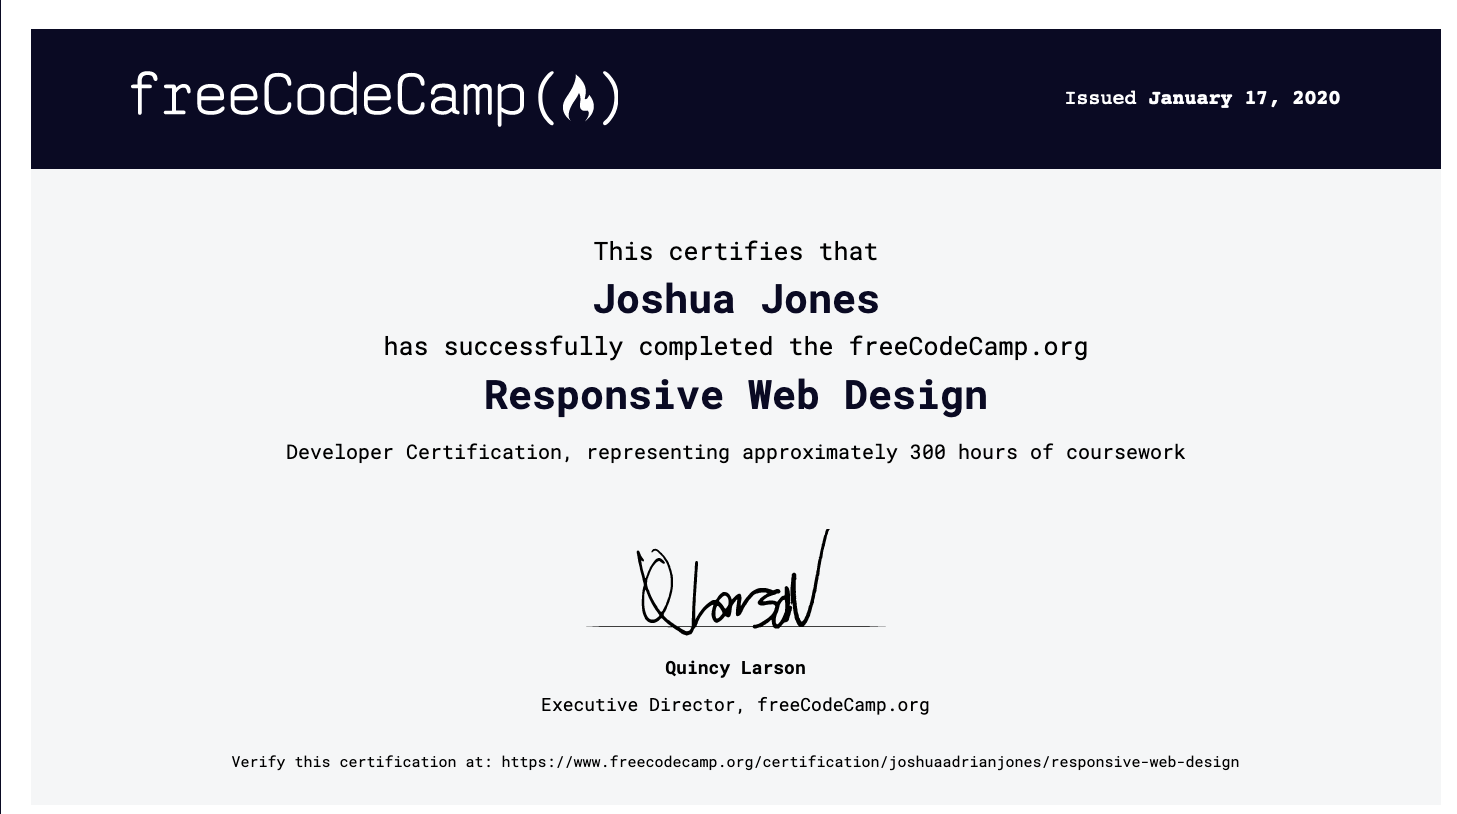 freeCodeCamp
Issued January 17, 2020
This certifies that
Joshua Jones
has successfully completed the freeCodeCamp.org
Responsive Web Design
Developer Certification, representing approximately 300 hours of coursework
Q Larson
Quincy Larson
Executive Director, freeCodeCamp.org
Verify this certification at: https://www.freecodecamp.org/certification/joshuaadrianjones/responsive-web-design